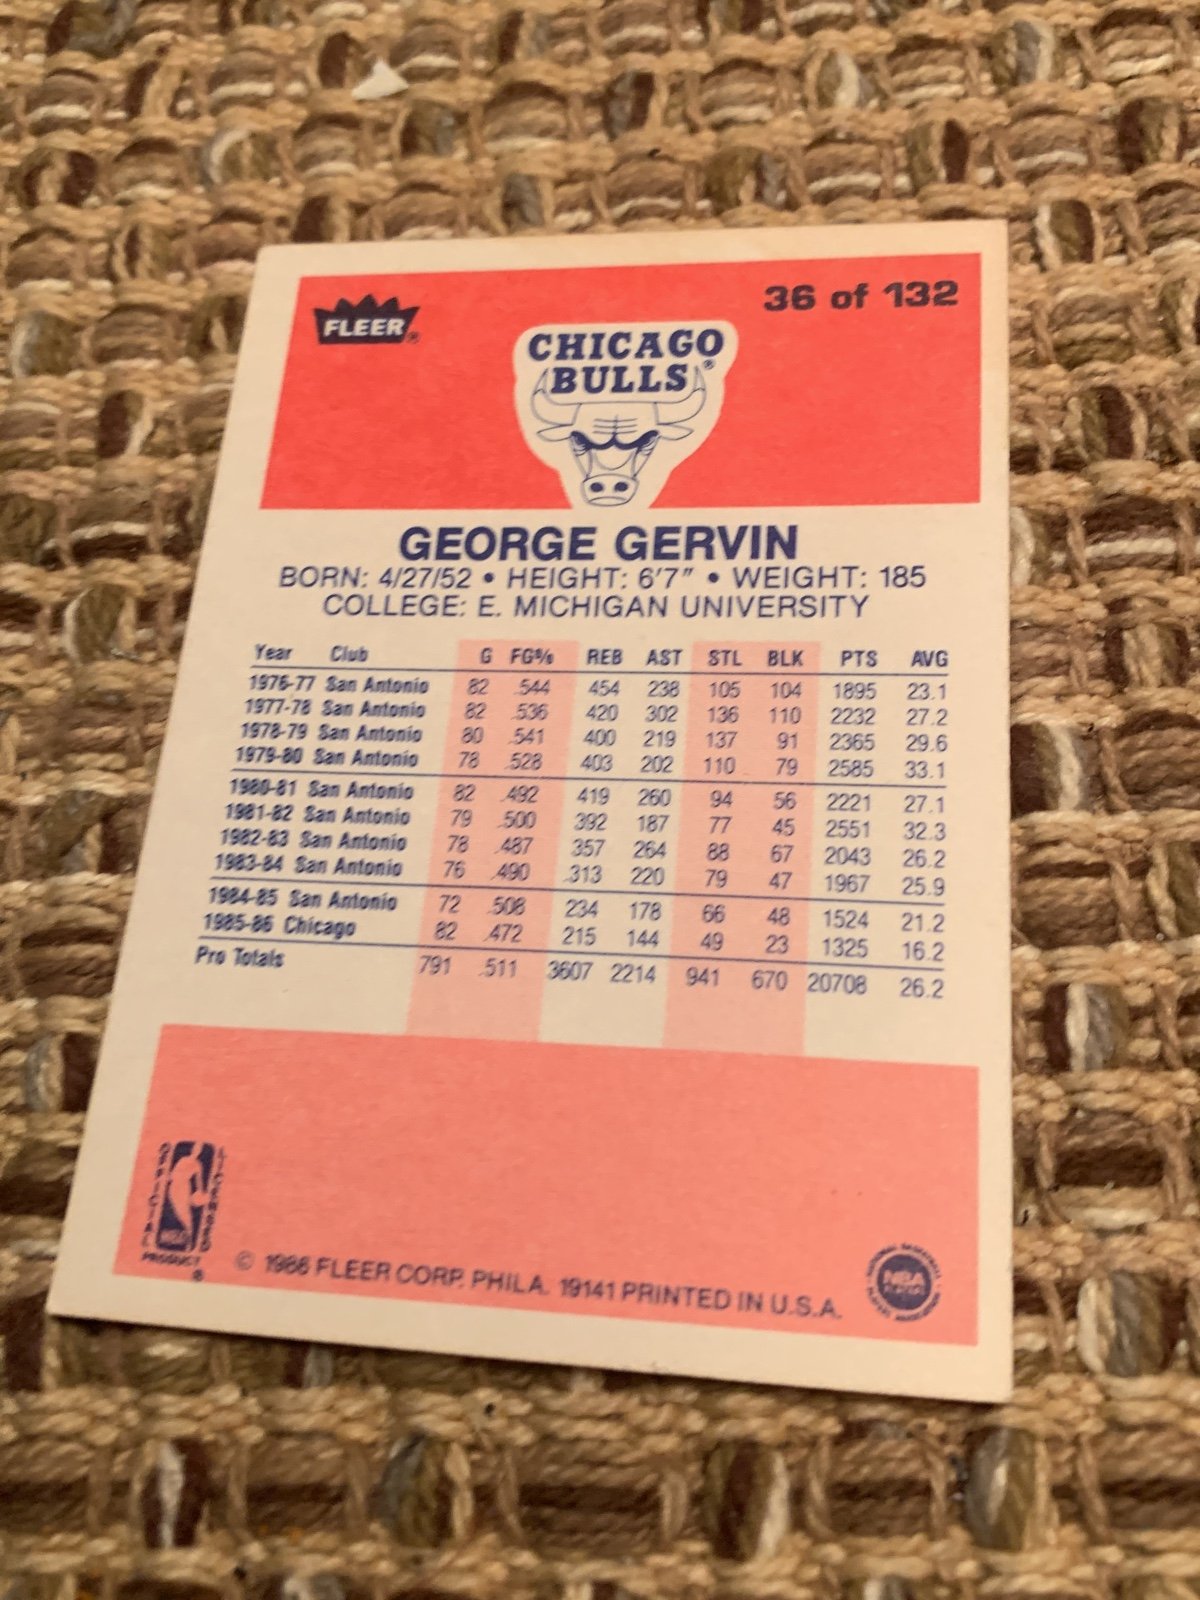 36 of 132
FLEER®
CHICAGO
BULLS®
GEORGE GERVIN
BORN: 4/27/52 • HEIGHT: 6'7" • WEIGHT: 185
COLLEGE: E. MICHIGAN UNIVERSITY
Year Club G FG% REB AST STL BLK PTS AVG
1976-77 San Antonio 82 .544 454 238 105 104 1895 23.1
1977-78 San Antonio 82 .536 420 302 136 110 2232 27.2
1978-79 San Antonio 80 .541 400 219 137 91 2365 29.6
1979-80 San Antonio 78 .528 403 202 110 79 2585 33.1
1980-81 San Antonio 82 .492 419 260 94 56 2221 27.1
1981-82 San Antonio 79 .500 392 187 77 45 2551 32.3
1982-83 San Antonio 78 .487 357 264 88 67 2043 26.2
1983-84 San Antonio 76 .490 .313 220 79 47 1967 25.9
1984-85 San Antonio 72 .508 234 178 66 48 1524 21.2
1985-86 Chicago 82 .472 215 144 49 23 1325 16.2
Pro Totals 791 .511 3607 2214 941 670 20708 26.2
OFFICIAL LICENSED
PRODUCT ®
© 1986 FLEER CORP. PHILA. 19141 PRINTED IN U.S.A.
NATIONAL BASKETBALL
NBA
PLAYERS ASSOCIATION